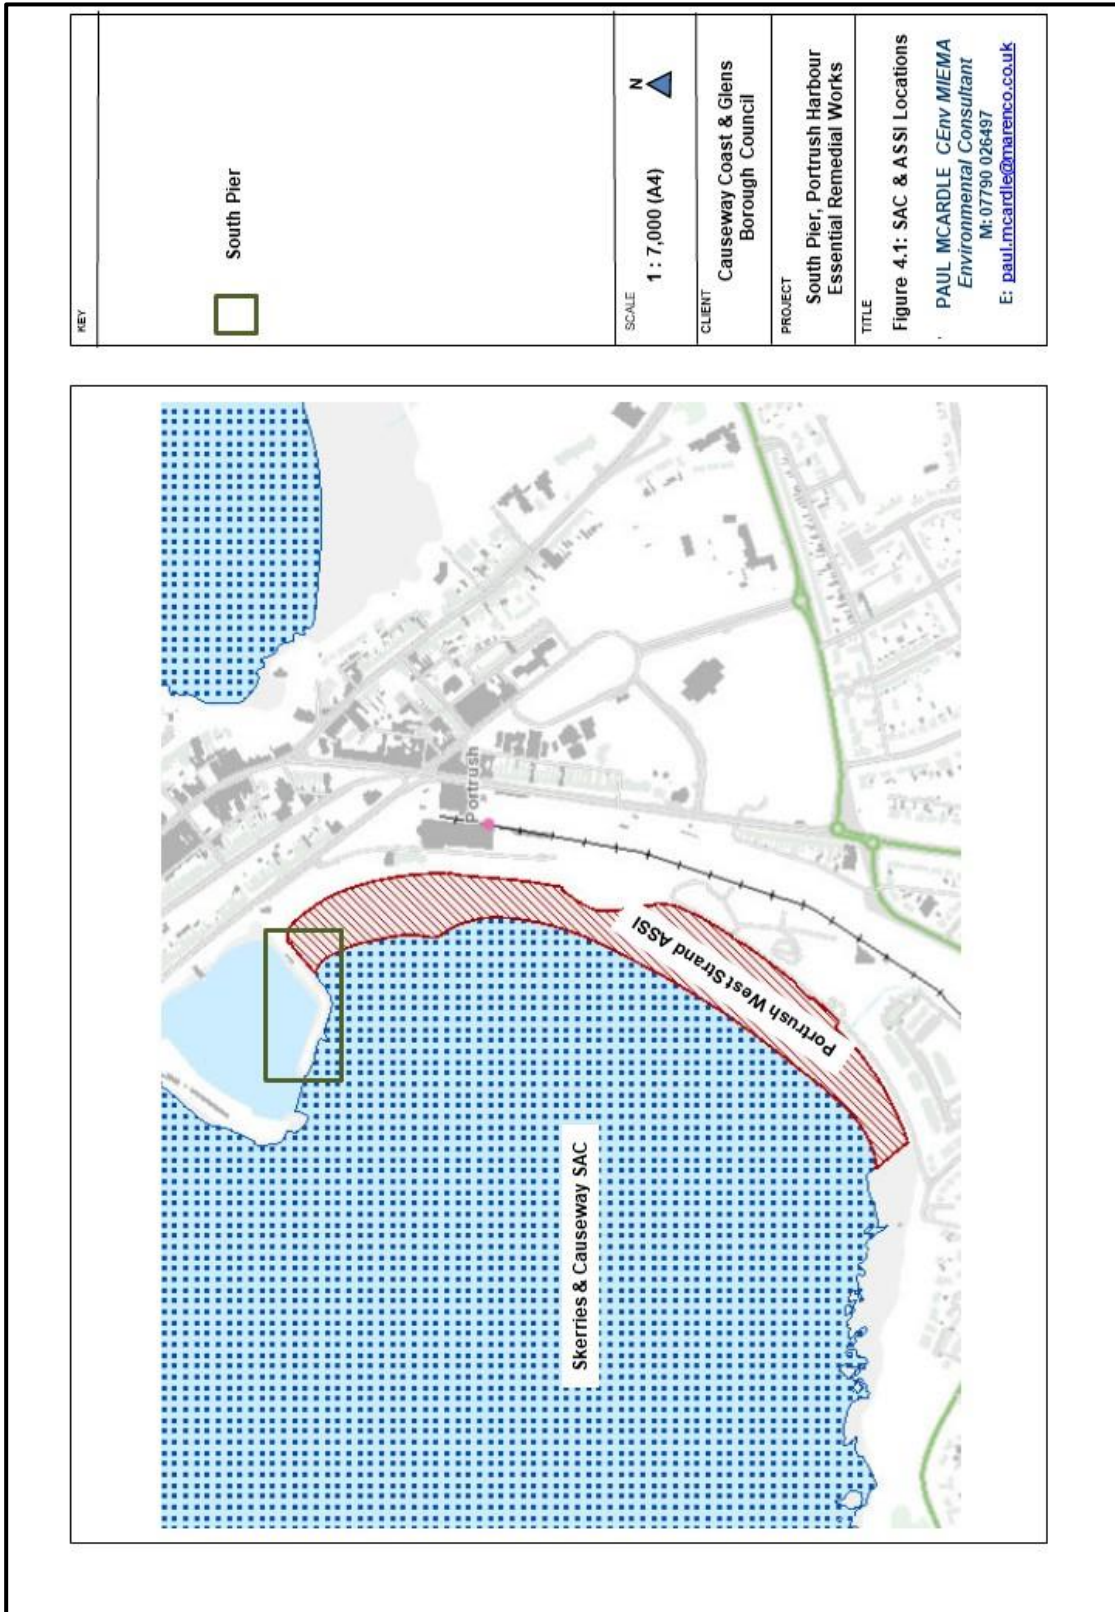 KEY
South Pier
SCALE
1 : 7,000 (A4)
N
CLIENT
Causeway Coast & Glens
Borough Council
PROJECT
South Pier, Portrush Harbour
Essential Remedial Works
TITLE
Figure 4.1: SAC & ASSI Locations
PAUL MCARDLE CEnv MIEMA
Environmental Consultant
M: 07790 026497
E: paul.mcardle@marenco.co.uk
Portrush
Portrush West Strand ASSI
Skerries & Causeway SAC